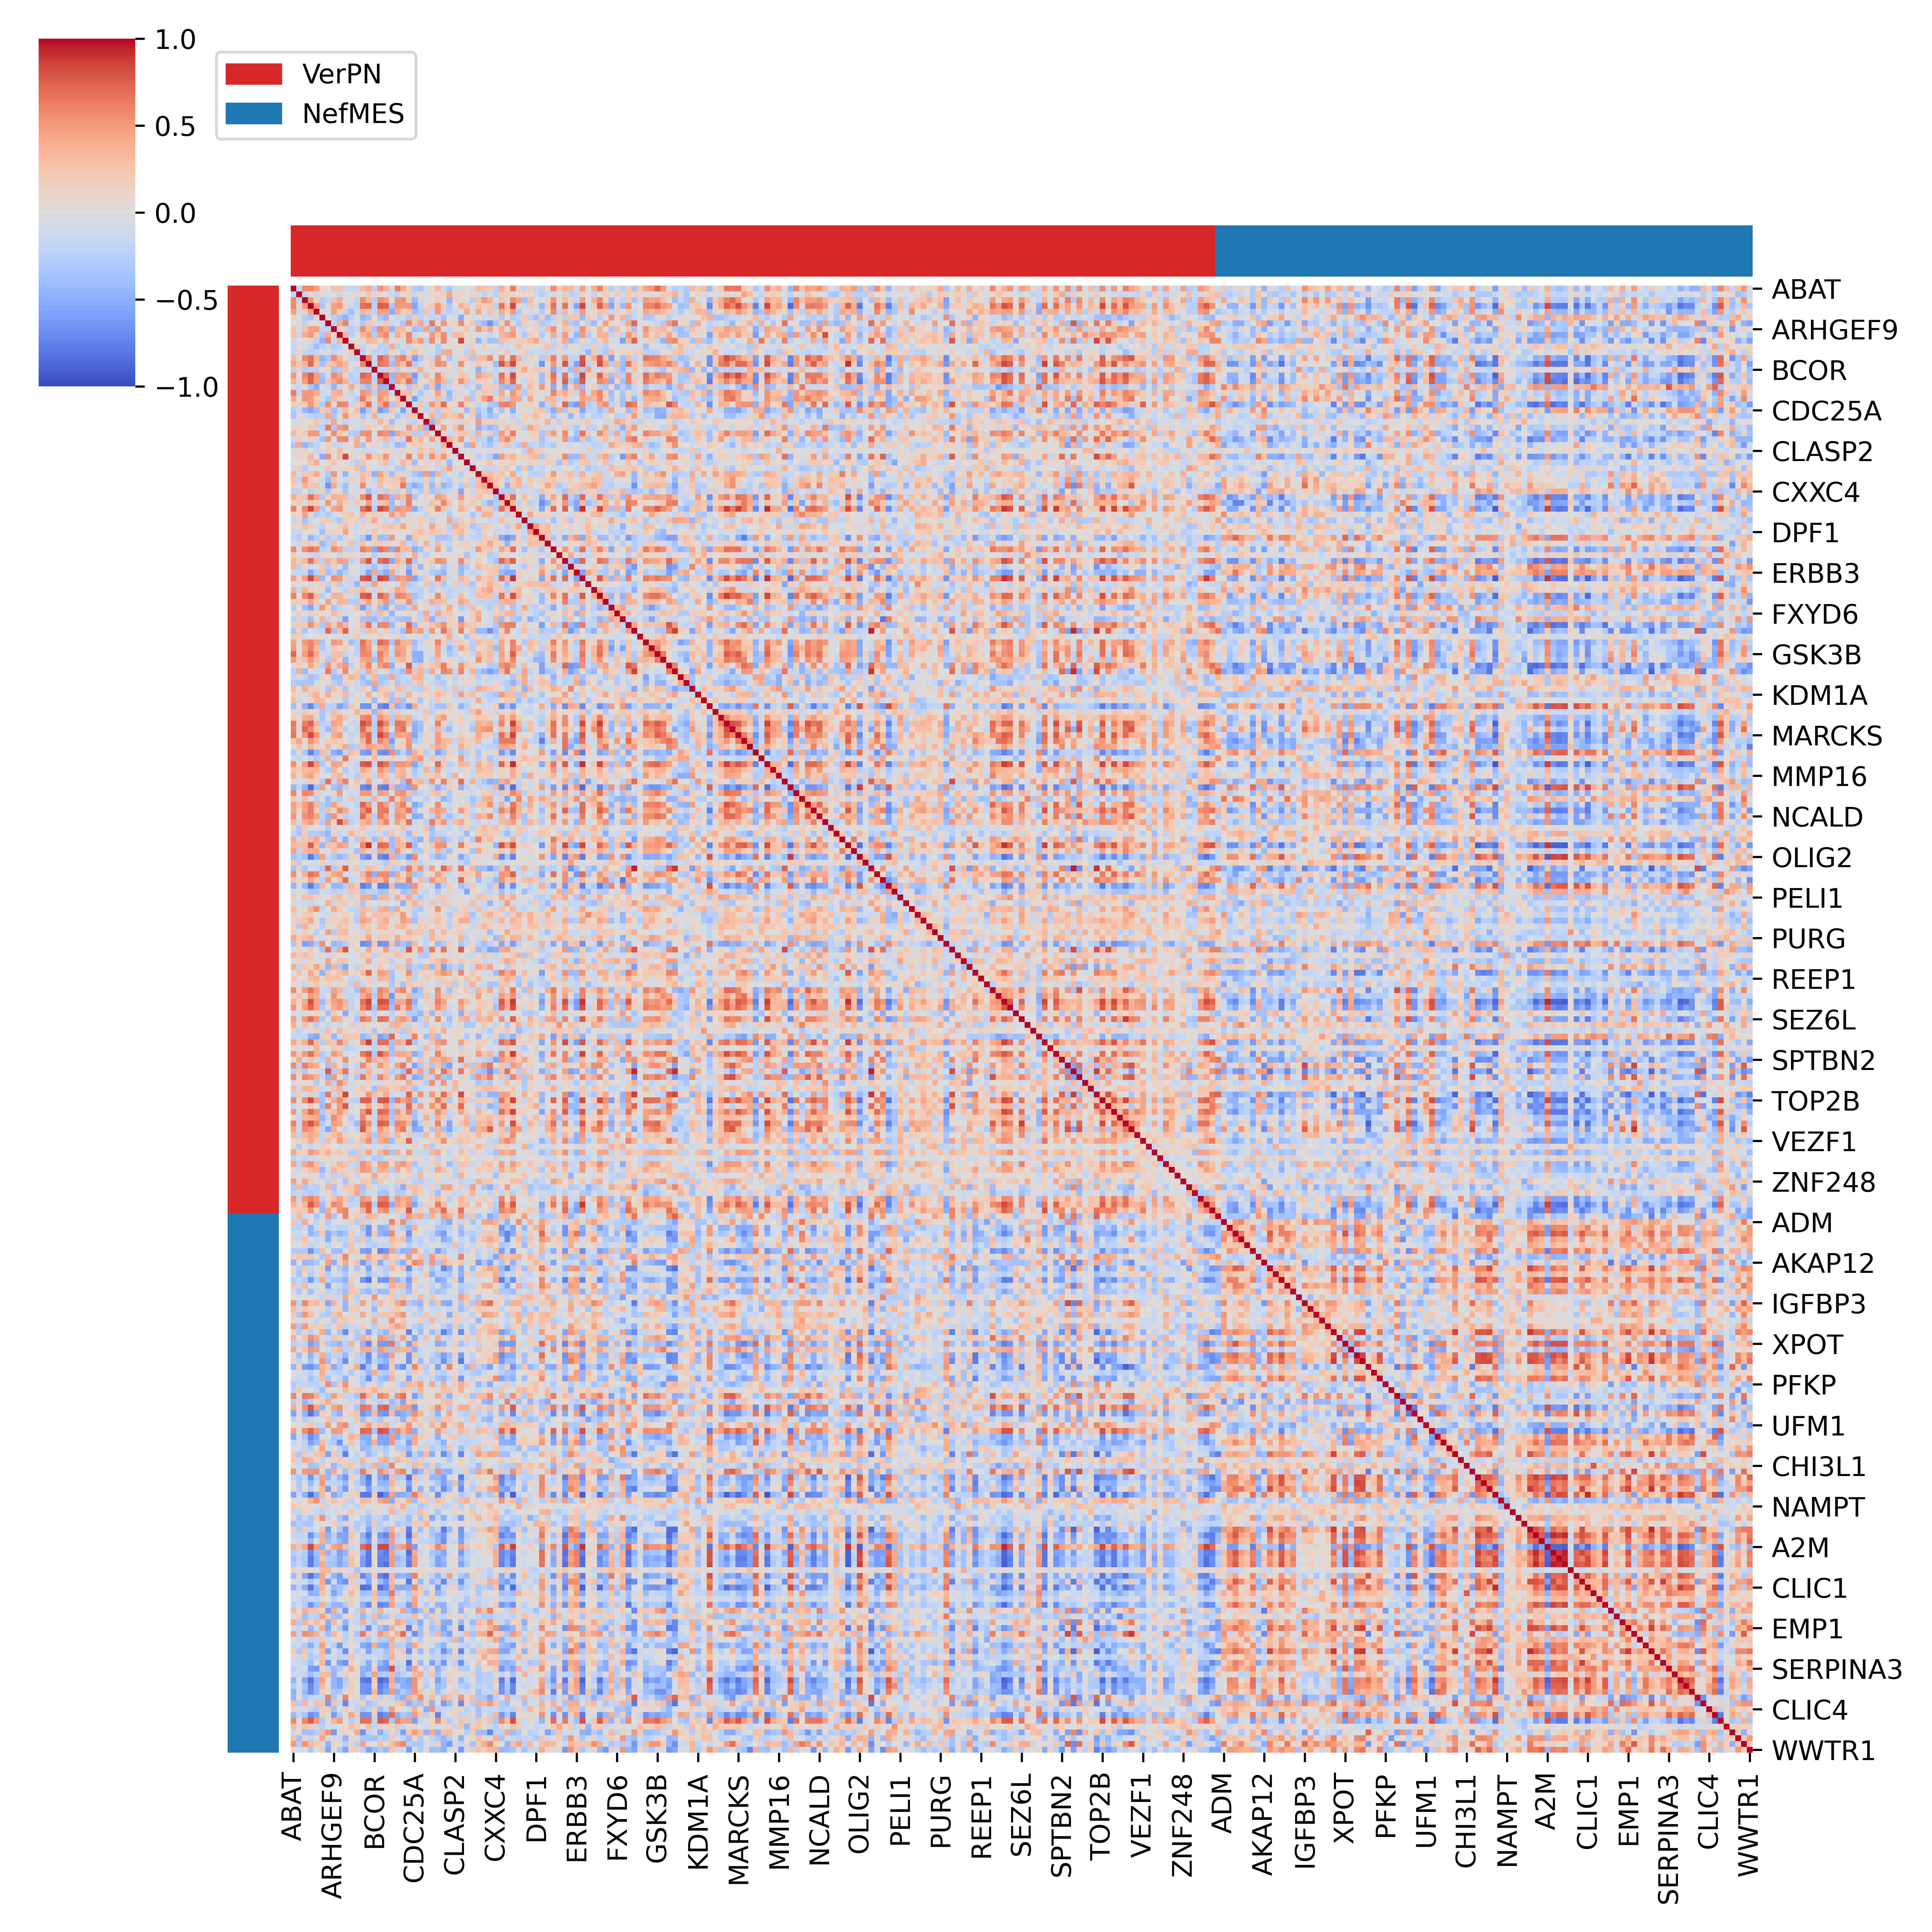 1.0
0.5
0.0
−0.5
−1.0
VerPN
NefMES
ABAT
ARHGEF9
BCOR
CDC25A
CLASP2
CXXC4
DPF1
ERBB3
FXYD6
GSK3B
KDM1A
MARCKS
MMP16
NCALD
OLIG2
PELI1
PURG
REEP1
SEZ6L
SPTBN2
TOP2B
VEZF1
ZNF248
ADM
AKAP12
IGFBP3
XPOT
PFKP
UFM1
CHI3L1
NAMPT
A2M
CLIC1
EMP1
SERPINA3
CLIC4
WWTR1
ABAT
ARHGEF9
BCOR
CDC25A
CLASP2
CXXC4
DPF1
ERBB3
FXYD6
GSK3B
KDM1A
MARCKS
MMP16
NCALD
OLIG2
PELI1
PURG
REEP1
SEZ6L
SPTBN2
TOP2B
VEZF1
ZNF248
ADM
AKAP12
IGFBP3
XPOT
PFKP
UFM1
CHI3L1
NAMPT
A2M
CLIC1
EMP1
SERPINA3
CLIC4
WWTR1